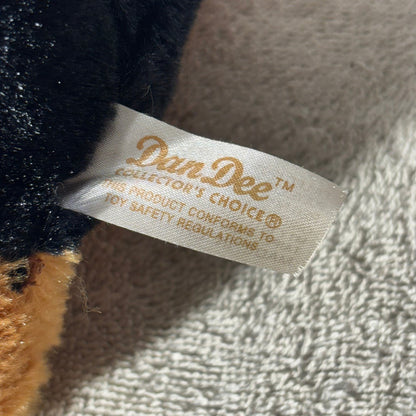 Dan Dee™
COLLECTOR'S CHOICE®
THIS PRODUCT CONFORMS TO
TOY SAFETY REGULATIONS.